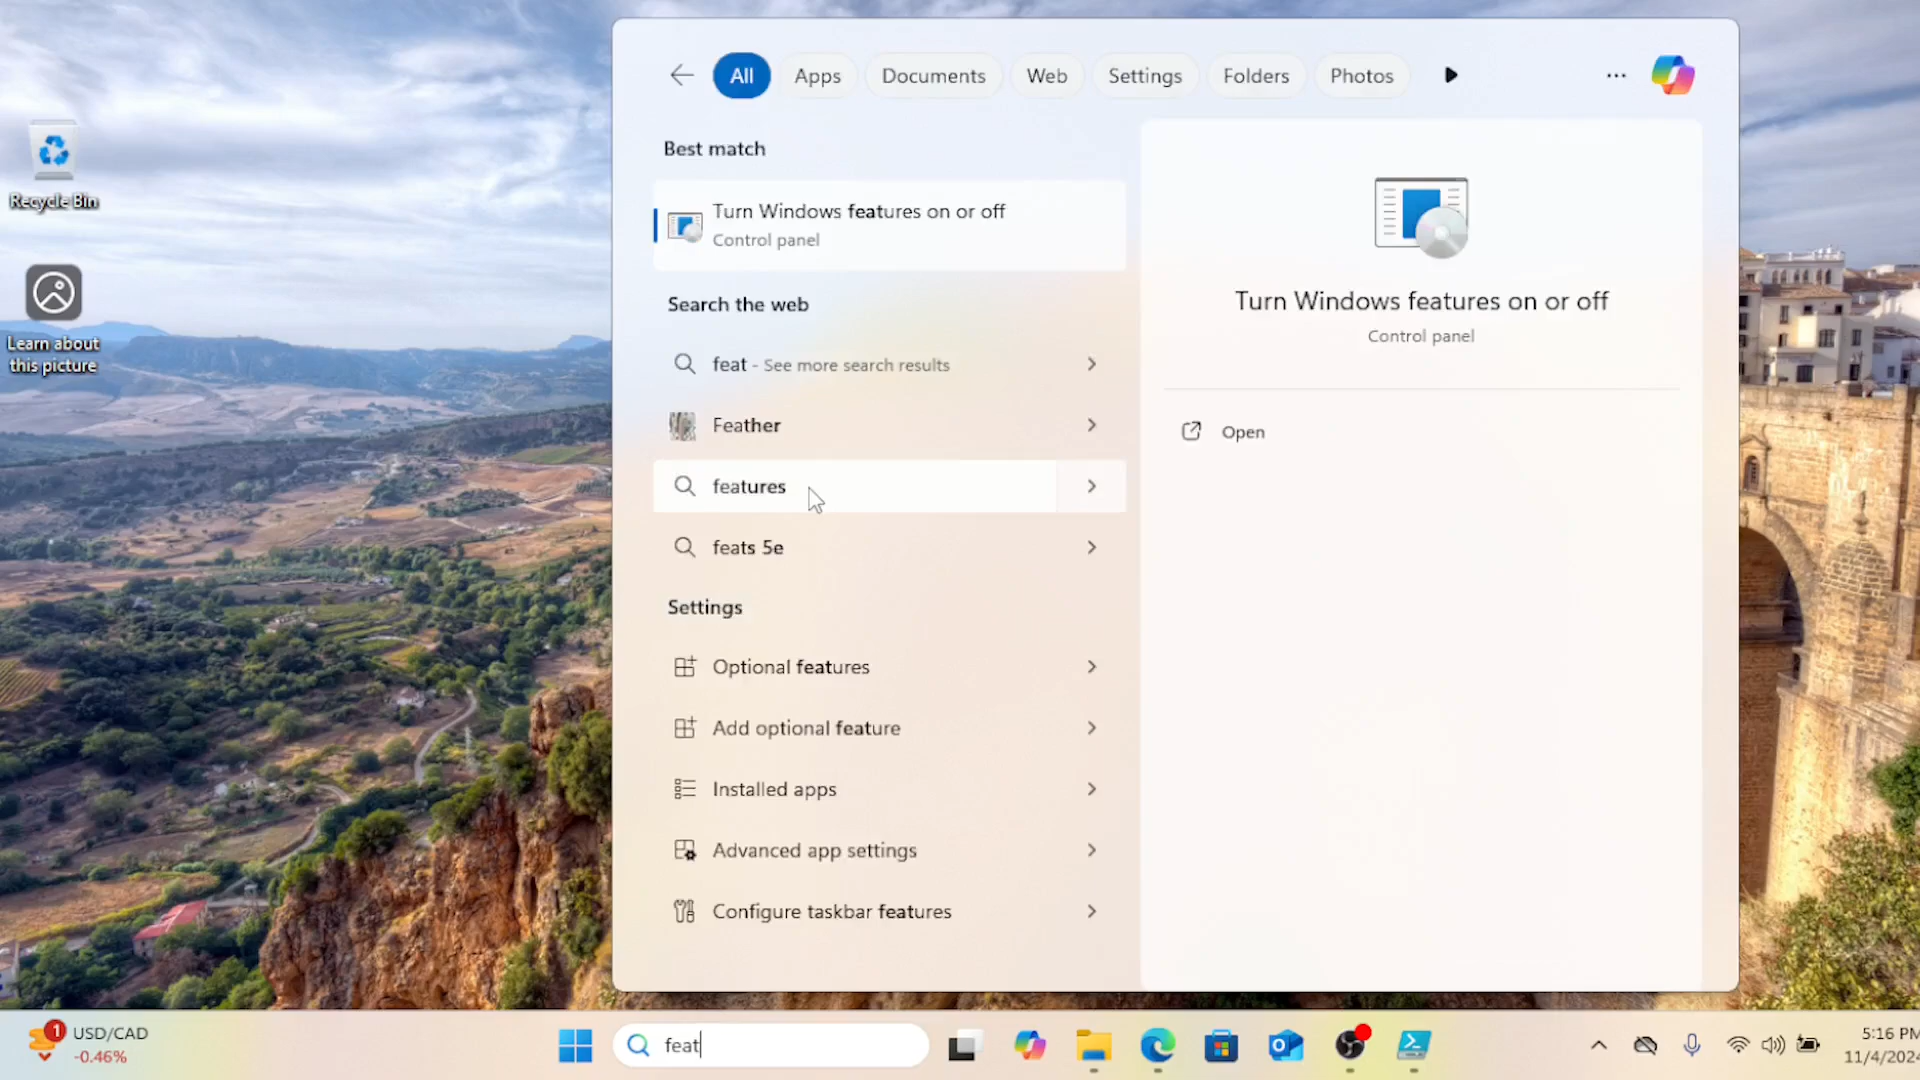 Recycle Bin
Learn about
this picture
All
Apps
Documents
Web
Settings
Folders
Photos
Best match
Turn Windows features on or off
Control panel
Search the web
feat - See more search results
Feather
features
feats 5e
Settings
Optional features
Add optional feature
Installed apps
Advanced app settings
Configure taskbar features
Turn Windows features on or off
Control panel
Open
1
USD/CAD
-0.46%
feat
5:16 PM
11/4/2024